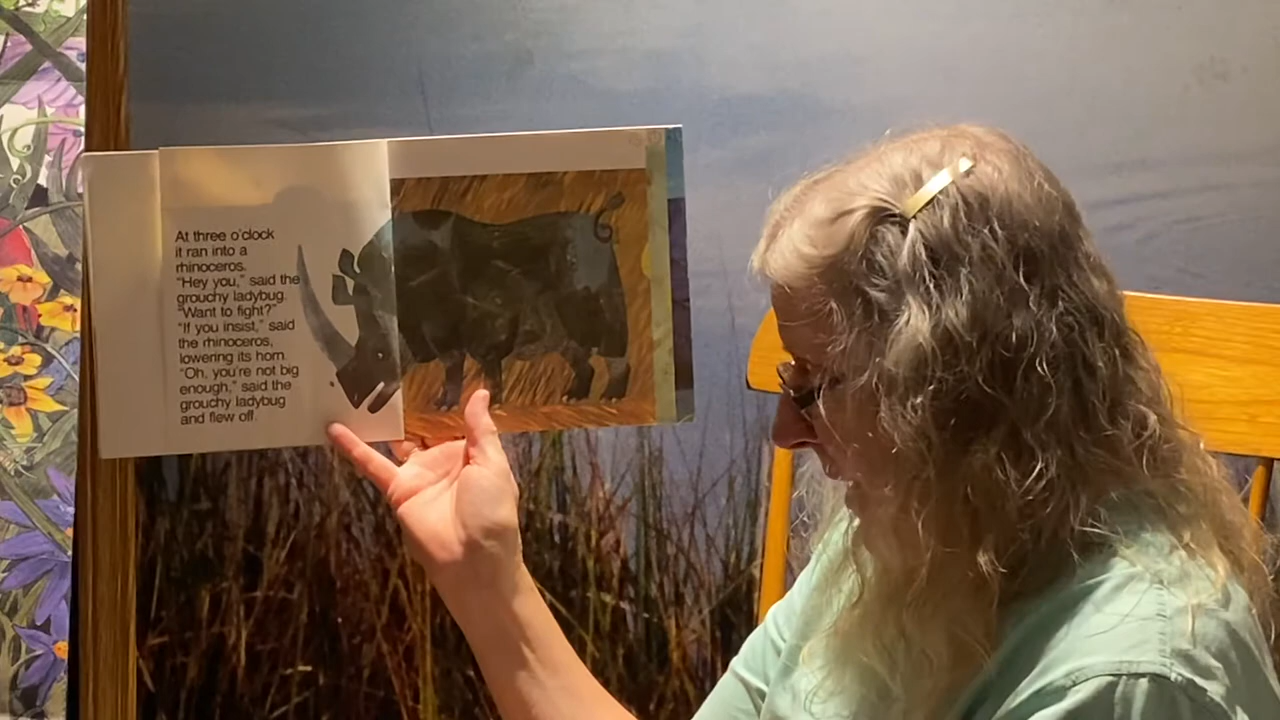 At three o'clock
it ran into a
rhinoceros.
"Hey you," said the
grouchy ladybug.
"Want to fight?"
"If you insist," said
the rhinoceros,
lowering its horn.
"Oh, you're not big
enough," said the
grouchy ladybug
and flew off.